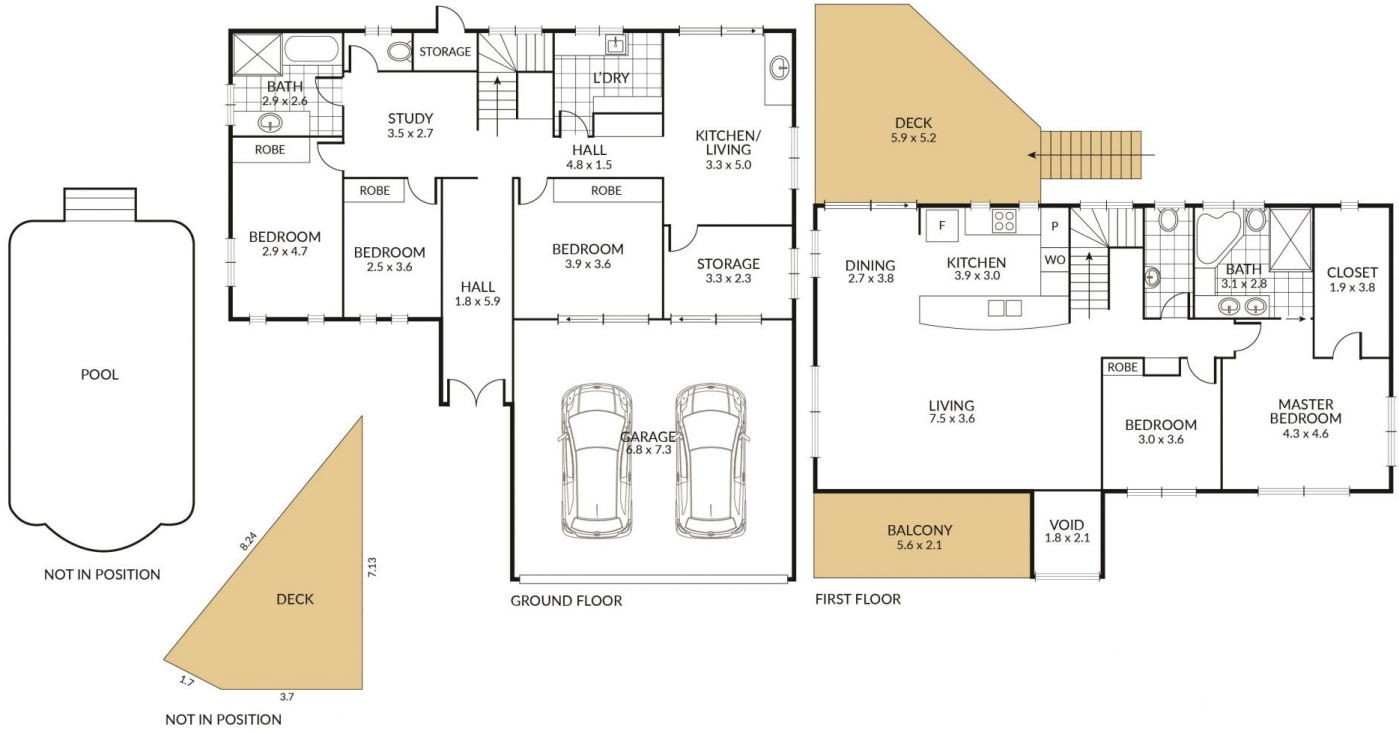 BATH
2.9 x 2.6
STORAGE
L'DRY
STUDY
3.5 x 2.7
ROBE
HALL
4.8 x 1.5
KITCHEN/
LIVING
3.3 x 5.0
BEDROOM
2.9 x 4.7
ROBE
BEDROOM
2.5 x 3.6
ROBE
BEDROOM
3.9 x 3.6
STORAGE
3.3 x 2.3
HALL
1.8 x 5.9
GARAGE
6.8 x 7.3
GROUND FLOOR
POOL
NOT IN POSITION
8.24
7.13
DECK
1.7
3.7
NOT IN POSITION
DECK
5.9 x 5.2
F
P
WO
KITCHEN
3.9 x 3.0
DINING
2.7 x 3.8
BATH
3.1 x 2.8
CLOSET
1.9 x 3.8
LIVING
7.5 x 3.6
ROBE
BEDROOM
3.0 x 3.6
MASTER
BEDROOM
4.3 x 4.6
BALCONY
5.6 x 2.1
VOID
1.8 x 2.1
FIRST FLOOR